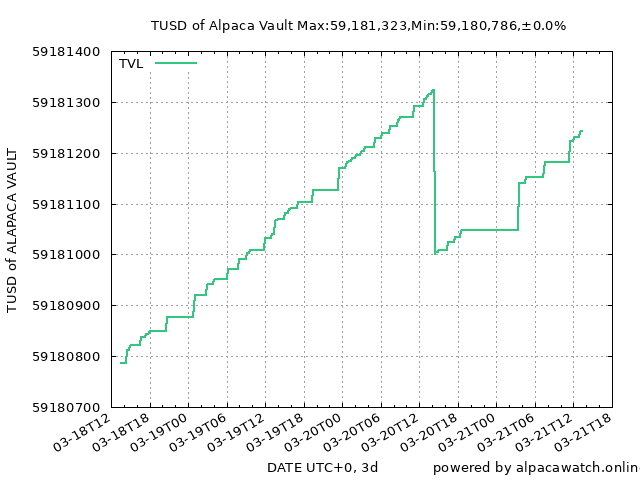 TUSD of Alpaca Vault Max:59,181,323,Min:59,180,786,±0.0%
TVL
59181400
59181300
59181200
59181100
59181000
59180900
59180800
59180700
TUSD of ALAPACA VAULT
03-18T12
03-18T18
03-19T00
03-19T06
03-19T12
03-19T18
03-20T00
03-20T06
03-20T12
03-20T18
03-21T00
03-21T06
03-21T12
03-21T18
DATE UTC+0, 3d
powered by alpacawatch.onlin